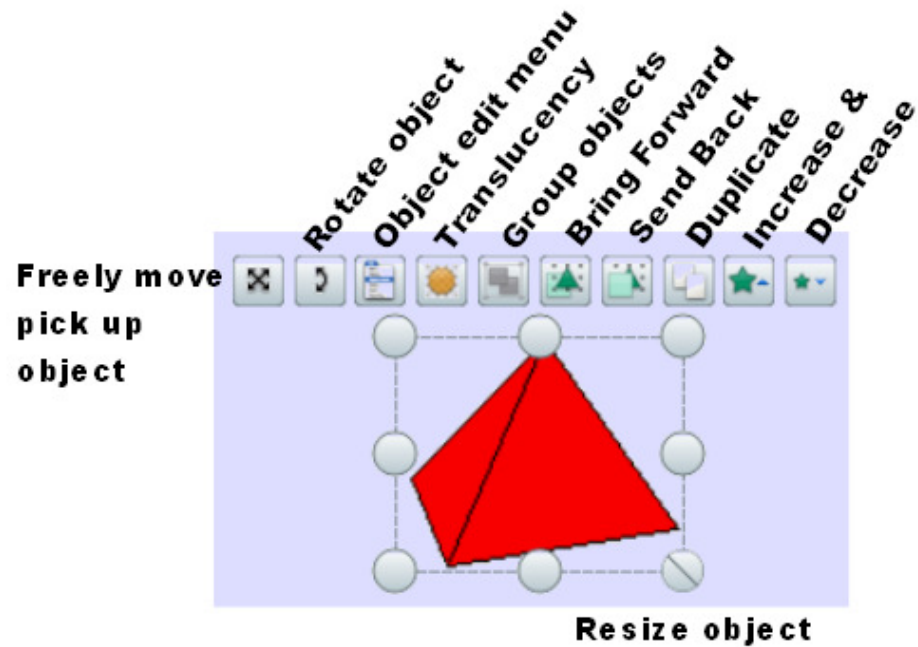 Rotate object
Object edit menu
Translucency
Group objects
Bring Forward
Send Back
Duplicate
Increase &
Decrease
Freely move
pick up
object
Resize object